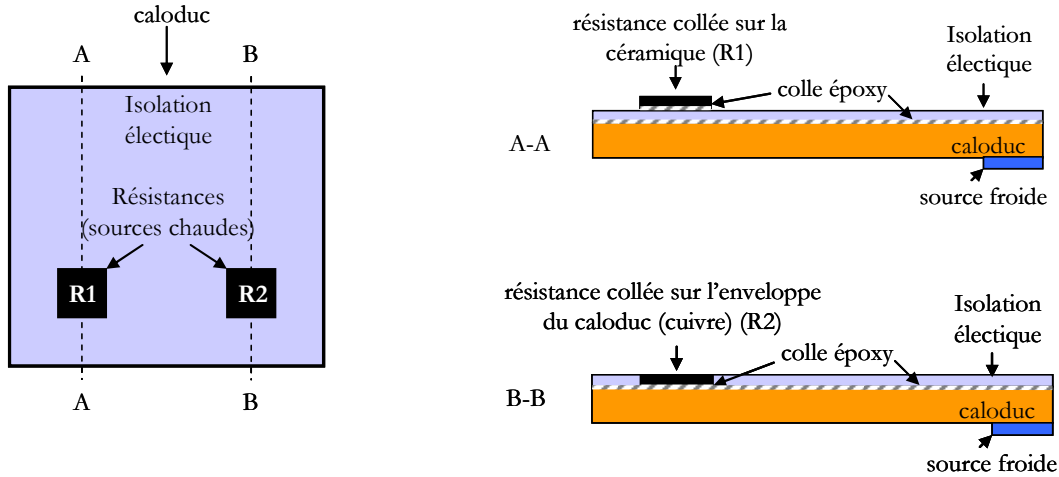 caloduc
A
B
Isolation
électique
Résistances
(sources chaudes)
R1
R2
A
B
résistance collée sur la
céramique (R1)
Isolation
électique
colle époxy
A-A
caloduc
source froide
résistance collée sur l'enveloppe
du caloduc (cuivre) (R2)
Isolation
électique
colle époxy
B-B
caloduc
source froide